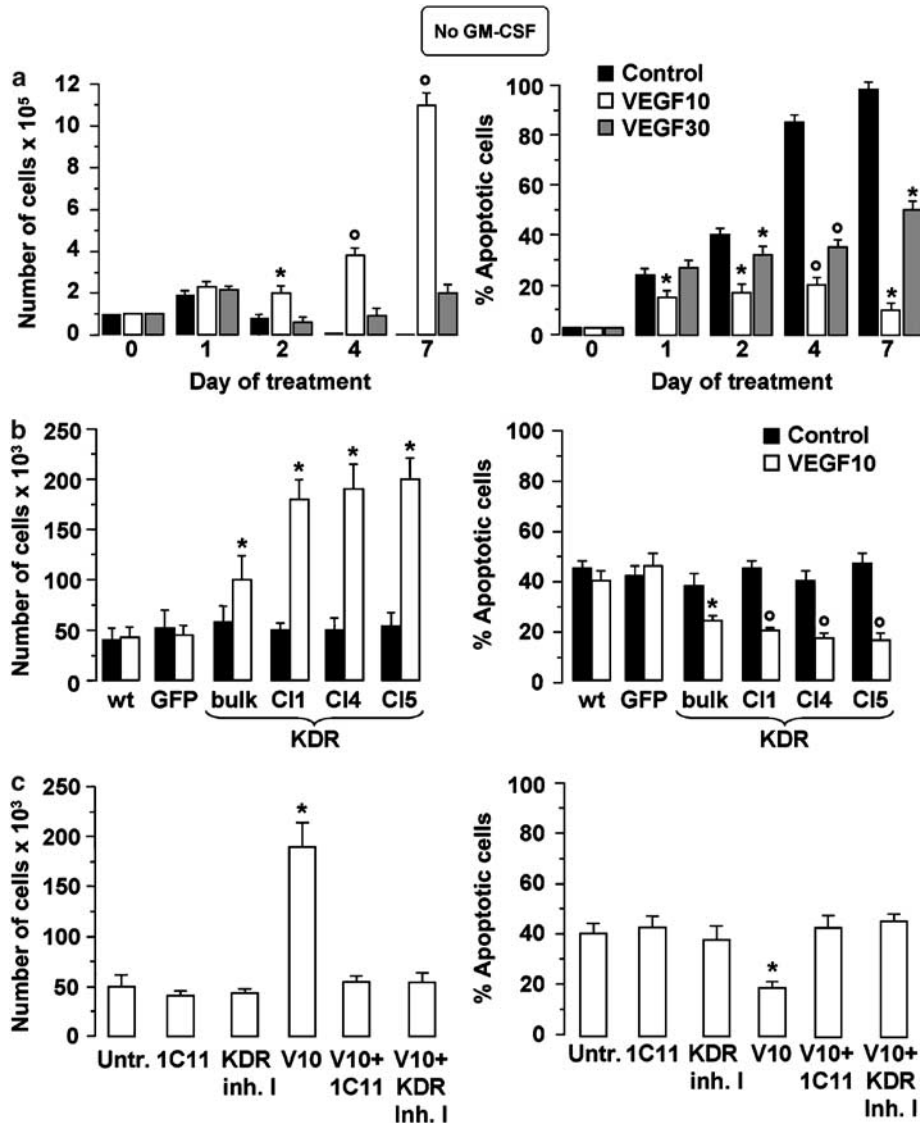 No GM-CSF
a
Number of cells x 10⁵
12
10
8
6
4
2
0
0 1 2 4 7
Day of treatment
% Apoptotic cells
100
80
60
40
20
0
Control
VEGF10
VEGF30
0 1 2 4 7
Day of treatment
* o o
* * * o o * *
b
Number of cells x 10³
250
200
150
100
50
0
* * * *
wt GFP bulk Cl1 Cl4 Cl5
KDR
% Apoptotic cells
100
80
60
40
20
0
Control
VEGF10
* o o o
wt GFP bulk Cl1 Cl4 Cl5
KDR
c
Number of cells x 10³
250
200
150
100
50
0
*
Untr. 1C11 KDR V10 V10+ V10+
inh. I 1C11 KDR
Inh. I
% Apoptotic cells
100
80
60
40
20
0
*
Untr. 1C11 KDR V10 V10+ V10+
inh. I 1C11 KDR
Inh. I